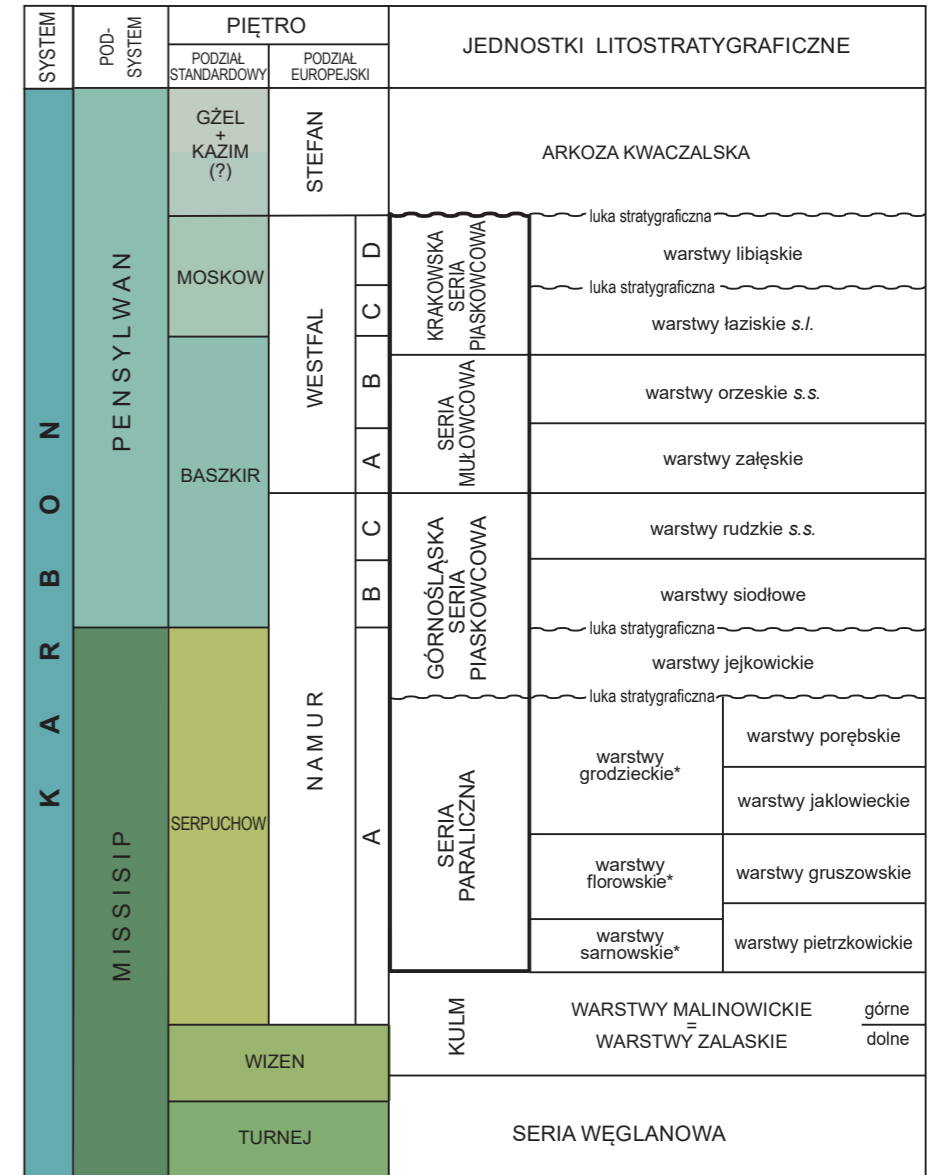 SYSTEM
POD-
SYSTEM
PIĘTRO
PODZIAŁ
STANDARDOWY
PODZIAŁ
EUROPEJSKI
JEDNOSTKI LITOSTRATYGRAFICZNE
KARBON
PENSYLWAN
MISSISIP
GŻEL
+
KAZIM
(?)
MOSKOW
BASZKIR
SERPUCHOW
WIZEN
TURNEJ
STEFAN
WESTFAL
D
C
B
A
NAMUR
C
B
A
ARKOZA KWACZALSKA
KRAKOWSKA
SERIA
PIASKOWCOWA
luka stratygraficzna
warstwy libiąskie
luka stratygraficzna
warstwy łaziskie s.l.
SERIA
MUŁOWCOWA
warstwy orzeskie s.s.
warstwy załęskie
GÓRNOŚLĄSKA
SERIA
PIASKOWCOWA
warstwy rudzkie s.s.
warstwy siodłowe
luka stratygraficzna
warstwy jejkowickie
luka stratygraficzna
SERIA
PARALICZNA
warstwy
grodzieckie*
warstwy porębskie
warstwy jaklowieckie
warstwy
florowskie*
warstwy gruszowskie
warstwy
sarnowskie*
warstwy pietrzkowickie
KULM
WARSTWY MALINOWICKIE
=
WARSTWY ZALASKIE
górne
dolne
SERIA WĘGLANOWA